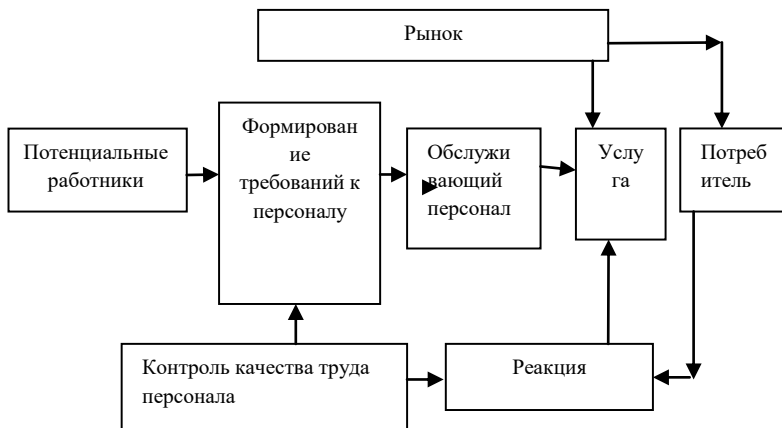 Рынок
Потенциальные
работники
Формирован
ие
требований к
персоналу
Обслужи
вающий
персонал
Услу
га
Потреб
итель
Контроль качества труда
персонала
Реакция